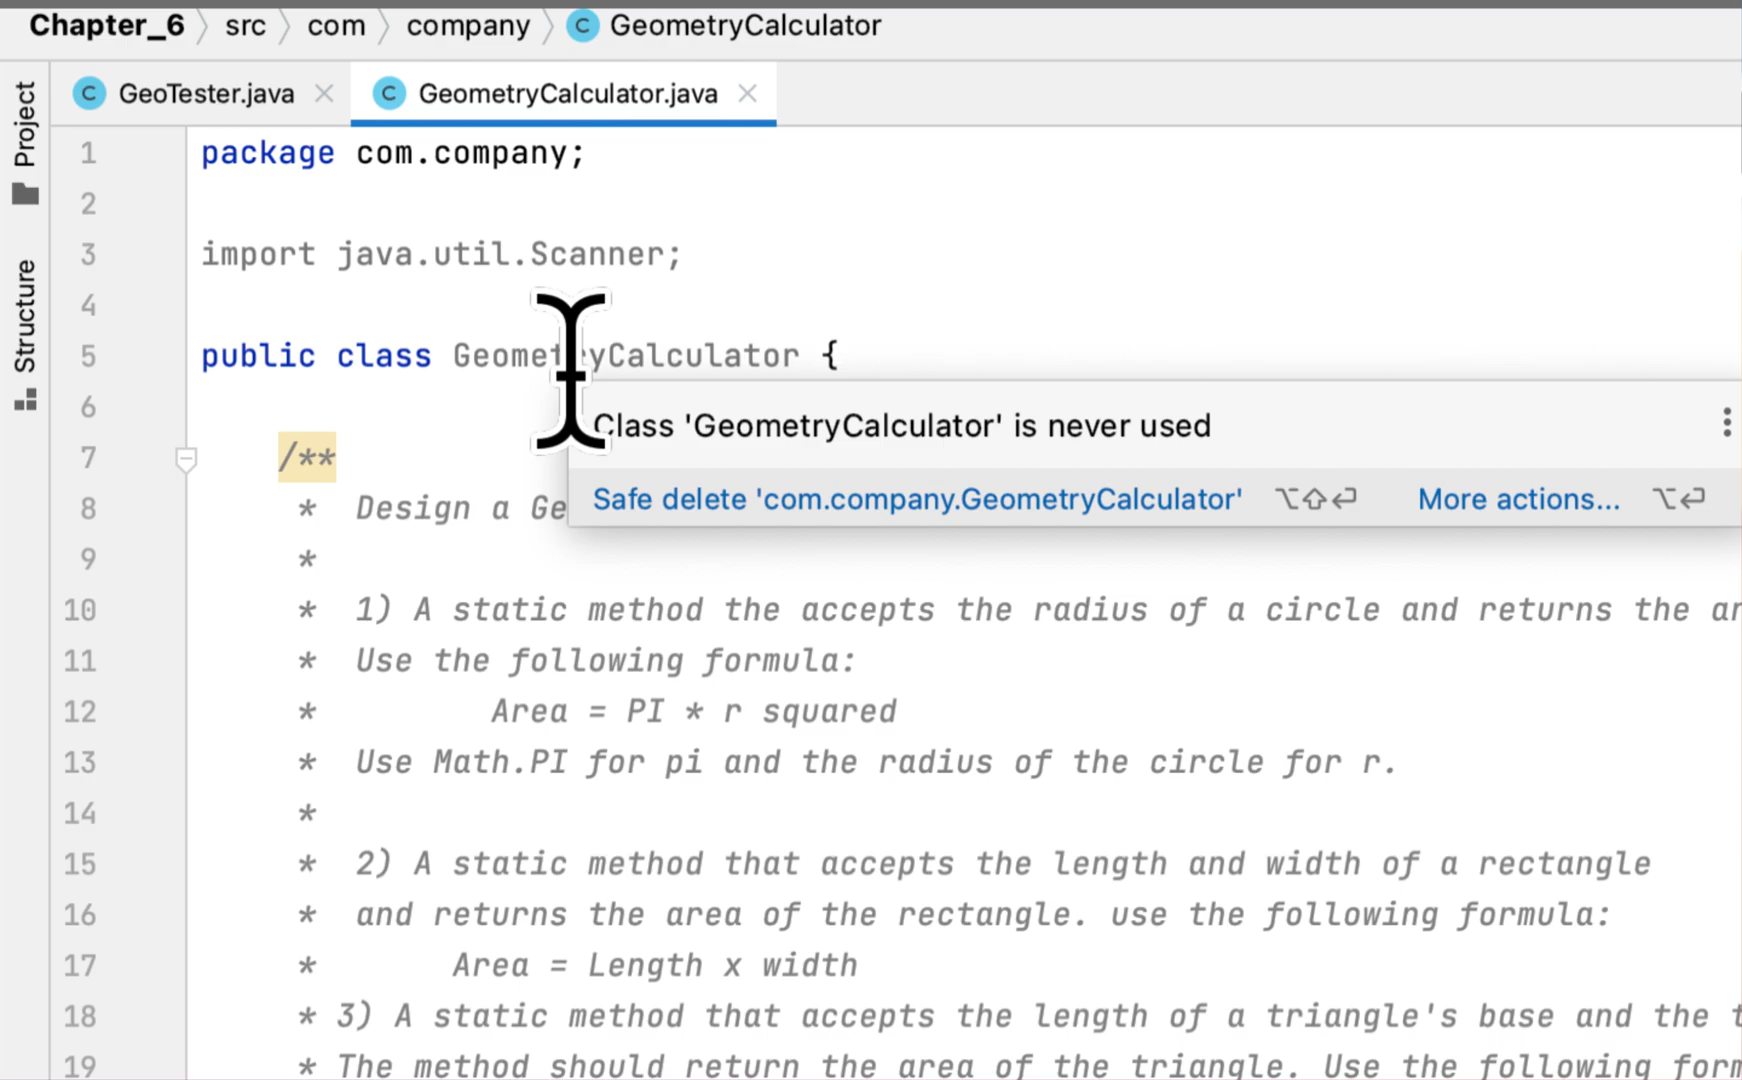 Chapter_6 src com company C GeometryCalculator
C GeoTester.java C GeometryCalculator.java
Project
Structure
1 package com.company;
2
3 import java.util.Scanner;
4
5 public class GeometryCalculator {
6
Class 'GeometryCalculator' is never used
7 /**
Safe delete 'com.company.GeometryCalculator' ⌥⇧⏎ More actions... ⌥⏎
8 * Design a
9 *
10 * 1) A static method the accepts the radius of a circle and returns the
11 * Use the following formula:
12 * Area = PI * r squared
13 * Use Math.PI for pi and the radius of the circle for r.
14 *
15 * 2) A static method that accepts the length and width of a rectangle
16 * and returns the area of the rectangle. use the following formula:
17 * Area = Length x width
18 * 3) A static method that accepts the length of a triangle's base and the
19 * The method should return the area of the triangle. Use the following